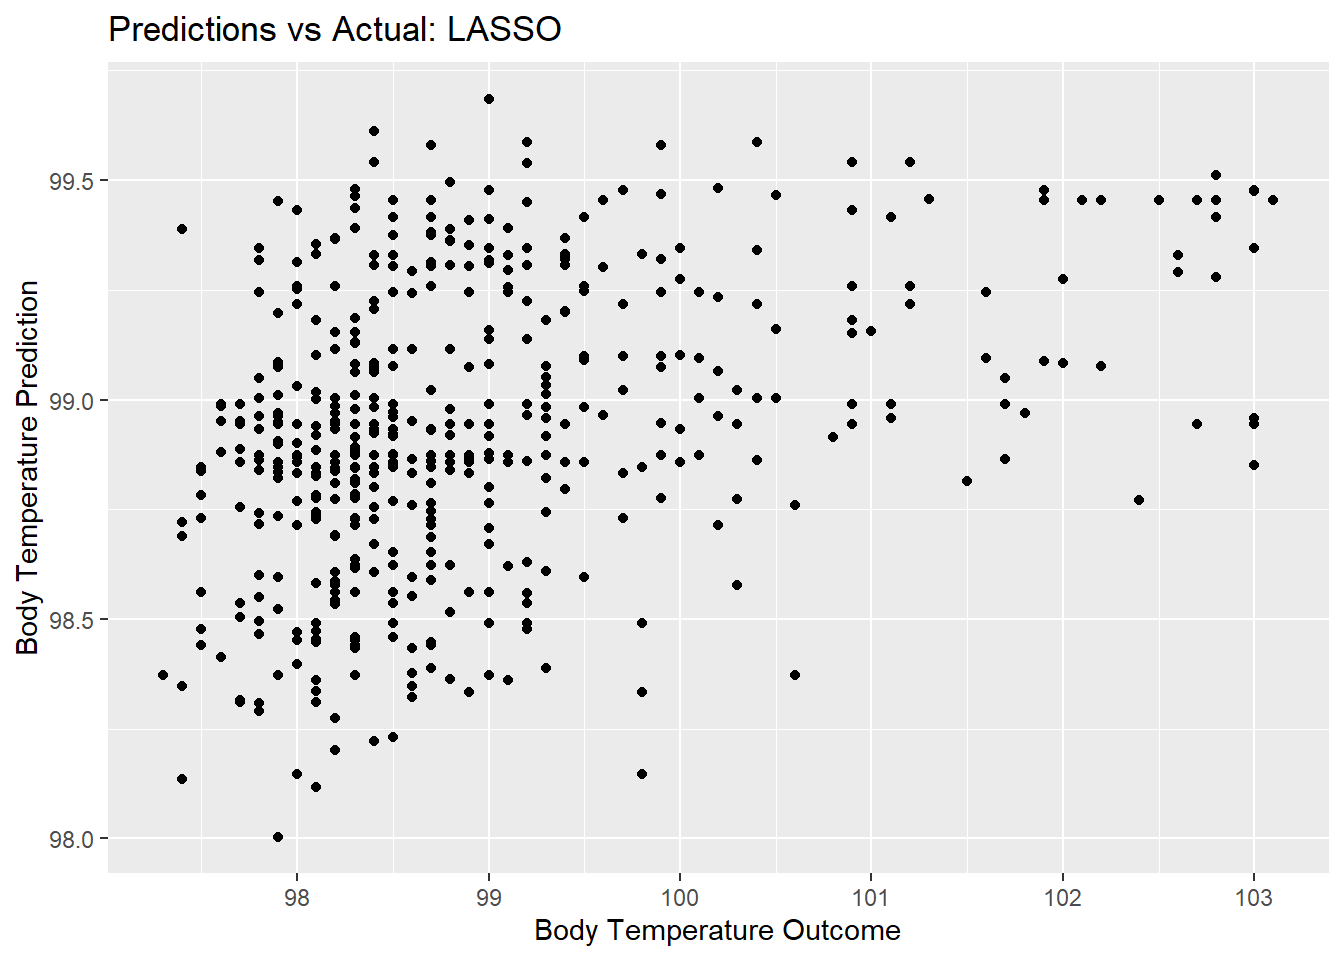 Predictions vs Actual: LASSO
Body Temperature Prediction
99.5
99.0
98.5
98.0
98 99 100 101 102 103
Body Temperature Outcome